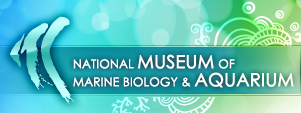 NATIONAL MUSEUM OF
MARINE BIOLOGY & AQUARIUM